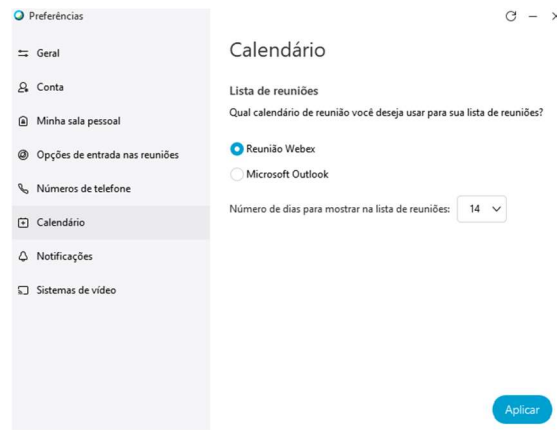 Preferências
Geral
Conta
Minha sala pessoal
Opções de entrada nas reuniões
Números de telefone
Calendário
Notificações
Sistemas de vídeo
Calendário
Lista de reuniões
Qual calendário de reunião você deseja usar para sua lista de reuniões?
Reunião Webex
Microsoft Outlook
Número de dias para mostrar na lista de reuniões: 14
Aplicar